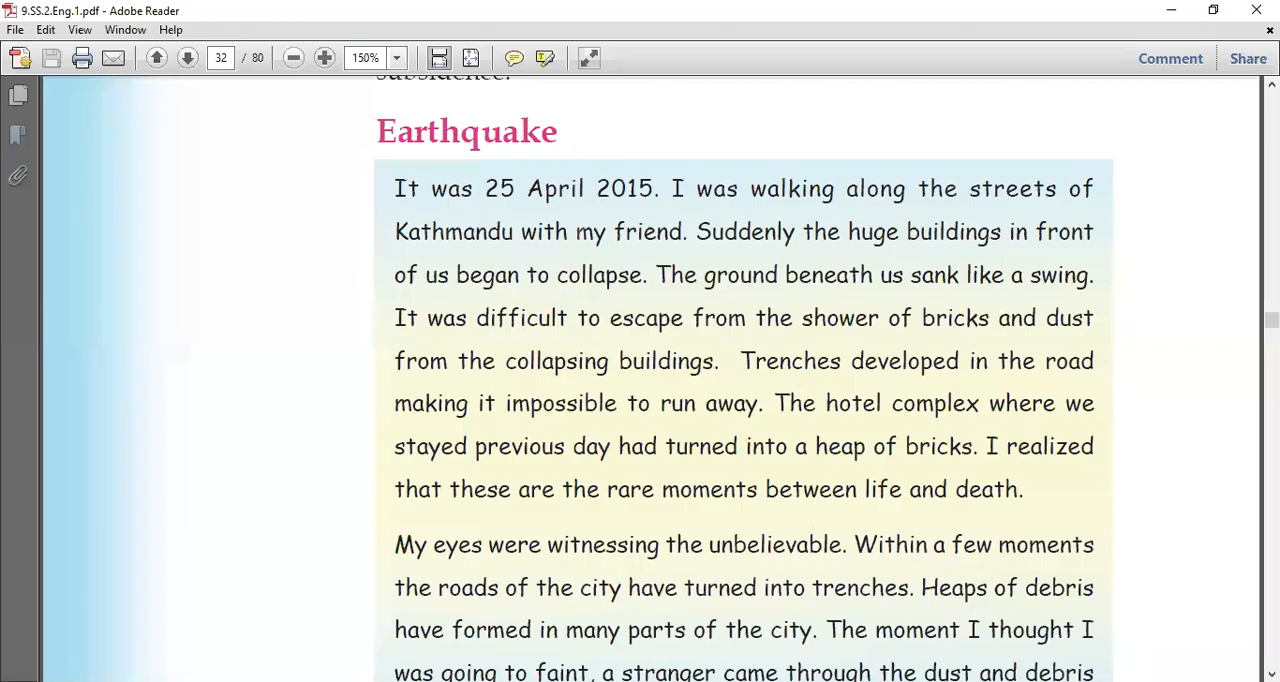 9.SS.2.Eng.1.pdf - Adobe Reader
File Edit View Window Help
32 / 80 150% Comment Share
subsidence.
Earthquake
It was 25 April 2015. I was walking along the streets of
Kathmandu with my friend. Suddenly the huge buildings in front
of us began to collapse. The ground beneath us sank like a swing.
It was difficult to escape from the shower of bricks and dust
from the collapsing buildings. Trenches developed in the road
making it impossible to run away. The hotel complex where we
stayed previous day had turned into a heap of bricks. I realized
that these are the rare moments between life and death.
My eyes were witnessing the unbelievable. Within a few moments
the roads of the city have turned into trenches. Heaps of debris
have formed in many parts of the city. The moment I thought I
was going to faint, a stranger came through the dust and debris